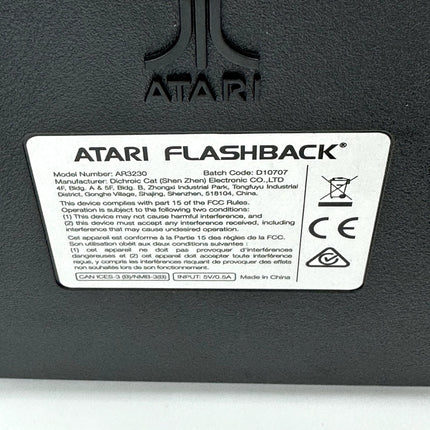 ATARI
ATARI FLASHBACK®
Model Number: AR3230 Batch Code: D10707
Manufacturer: Dichroic Cat (Shen Zhen) Electronic CO.,LTD
4F, Bldg. A & 5F, Bldg. B, Zhongxi Industrial Park, Tongfuyu Industrial
District, Gonghe Village, Shajing, Shenzhen, 518104, China.
This device complies with part 15 of the FCC Rules.
Operation is subject to the following two conditions:
(1) This device may not cause harmful interference, and
(2) this device must accept any interference received, including
interference that may cause undesired operation.
Cet appareil est conforme à la Partie 15 des règles de la FCC.
Son utilisation obéit aux deux conditions suivantes:
(1) cet appareil ne doit pas provoquer d'interférences
dangereuses et (2) cet appareil doit accepter toute interférence
reçue, y compris les interférences risquant de provoquer des effets
non souhaités lors de son fonctionnement.
CAN ICES-3 (B)/NMB-3(B) INPUT: 5V/0.5A Made In China
CE